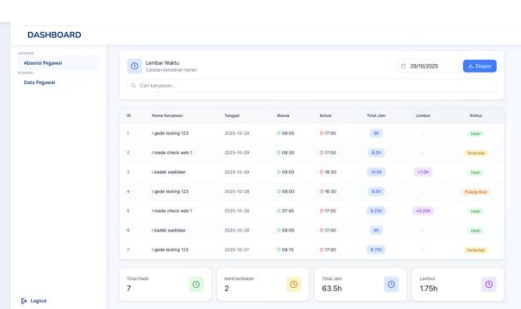 DASHBOARD
LAPORAN
Absensi Pegawai
PEGAWAI
Data Pegawai
Logout
Lembar Waktu
Catatan kehadiran harian
29/10/2025
Ekspor
Cari karyawan...
ID Nama Karyawan Tanggal Masuk Keluar Total Jam Lembur Status
1 I gede testing 123 2025-10-29 08:00 17:00 9h - Hadir
2 I made check web 1 2025-10-29 08:30 17:00 8.5h - Terlambat
3 I kadek waddaw 2025-10-29 08:00 18:30 10.5h +1.5h Hadir
4 I gede testing 123 2025-10-28 08:00 16:30 8.5h - Pulang Awal
5 I made check web 1 2025-10-28 07:45 17:00 9.25h +0.25h Hadir
6 I kadek waddaw 2025-10-28 08:00 17:00 9h - Hadir
7 I gede testing 123 2025-10-27 08:15 17:00 8.75h - Terlambat
Total Hadir
7
Keterlambatan
2
Total Jam
63.5h
Lembur
1.75h